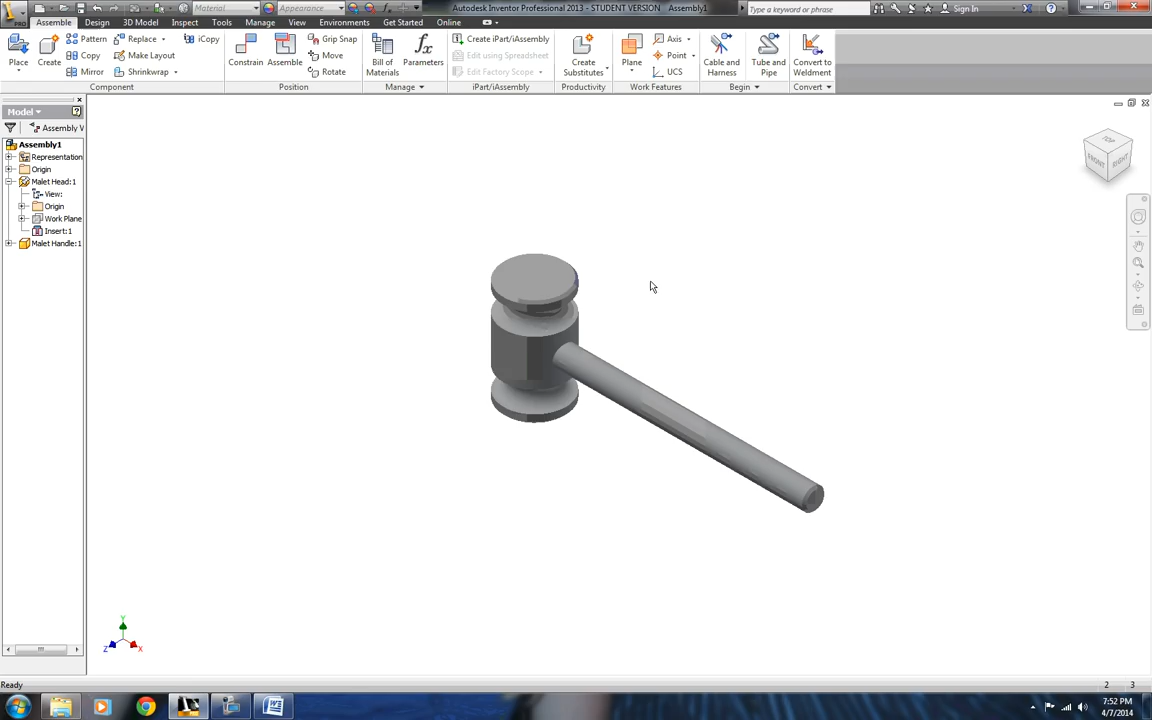 Material
Appearance
Autodesk Inventor Professional 2013 – STUDENT VERSION Assembly1
Type a keyword or phrase
Sign In
PRO
Assemble Design 3D Model Inspect Tools Manage View Environments Get Started Online
Place
Create
Pattern
Copy
Mirror
Replace
Make Layout
Shrinkwrap
iCopy
Component
Constrain
Assemble
Grip Snap
Move
Rotate
Position
Bill of Materials
Parameters
Manage
Create iPart/iAssembly
Edit using Spreadsheet
Edit Factory Scope
iPart/iAssembly
Create Substitutes
Productivity
Plane
Axis
Point
UCS
Work Features
Cable and Harness
Tube and Pipe
Begin
Convert to Weldment
Convert
Model
Assembly V
Assembly1
Representation
Origin
Malet Head:1
View:
Origin
Work Plane
Insert:1
Malet Handle:1
TOP
FRONT
RIGHT
Y
Z
X
Ready
2 3
7:52 PM
4/7/2014